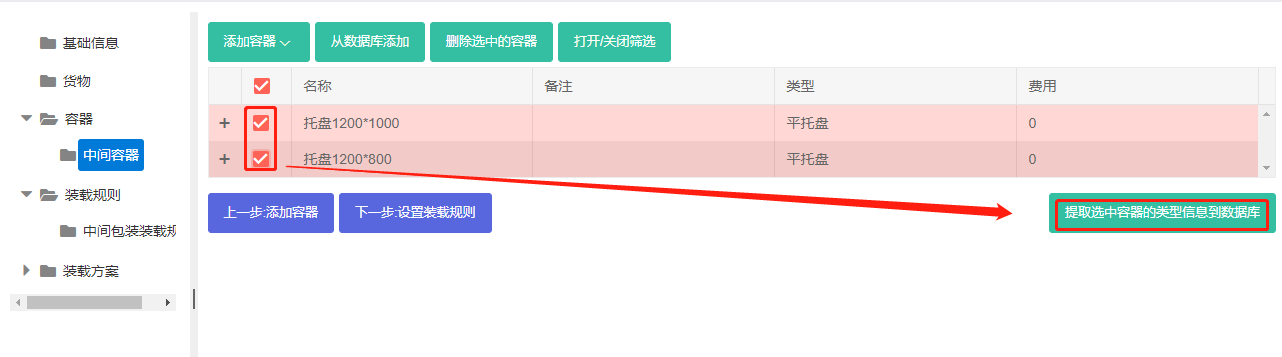 基础信息
货物
容器
中间容器
装载规则
中间包装装载规
装载方案
添加容器 从数据库添加 删除选中的容器 打开/关闭筛选
名称 备注 类型 费用
+ 托盘1200*1000 平托盘 0
+ 托盘1200*800 平托盘 0
上一步:添加容器 下一步:设置装载规则 提取选中容器的类型信息到数据库